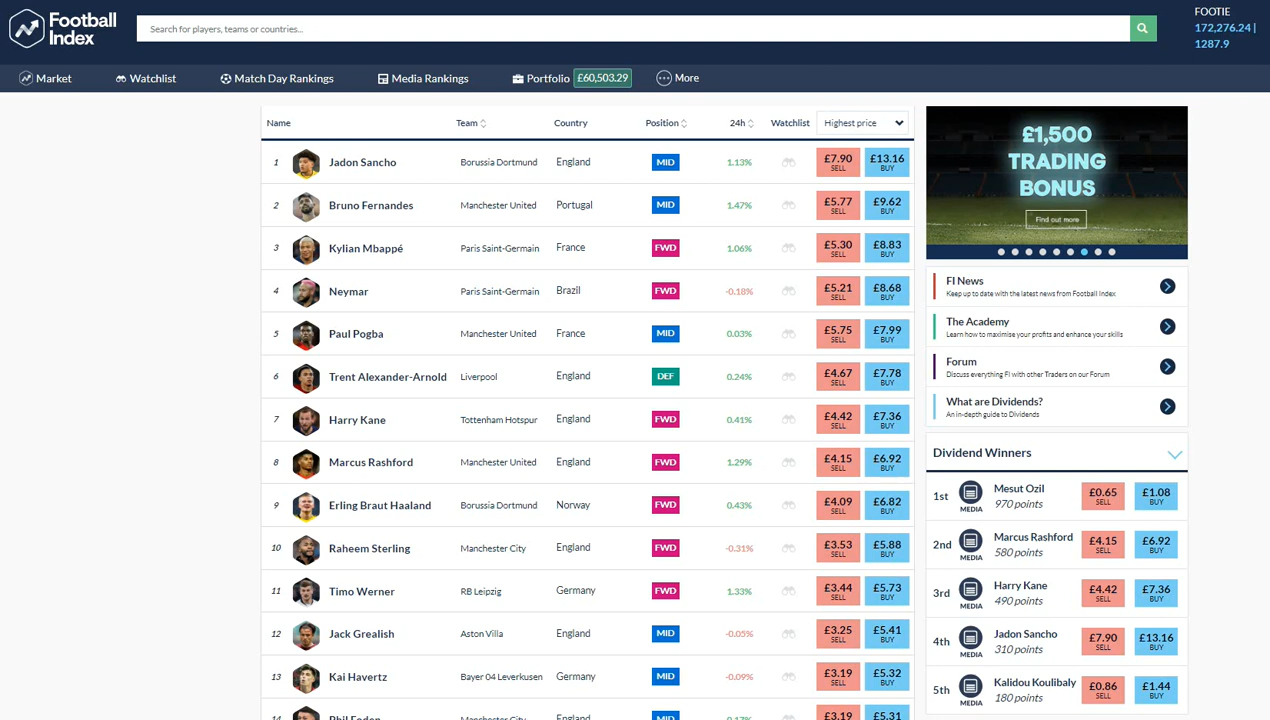 Football
Index
Search for players, teams or countries...
FOOTIE
172,276.24 |
1287.9
Market
Watchlist
Match Day Rankings
Media Rankings
Portfolio £60,503.29
More
Name Team Country Position 24h Watchlist Highest price
1 Jadon Sancho Borussia Dortmund England MID 1.13% £7.90 SELL £13.16 BUY
2 Bruno Fernandes Manchester United Portugal MID 1.47% £5.77 SELL £9.62 BUY
3 Kylian Mbappé Paris Saint-Germain France FWD 1.06% £5.30 SELL £8.83 BUY
4 Neymar Paris Saint-Germain Brazil FWD -0.18% £5.21 SELL £8.68 BUY
5 Paul Pogba Manchester United France MID 0.03% £5.75 SELL £7.99 BUY
6 Trent Alexander-Arnold Liverpool England DEF 0.24% £4.67 SELL £7.78 BUY
7 Harry Kane Tottenham Hotspur England FWD 0.41% £4.42 SELL £7.36 BUY
8 Marcus Rashford Manchester United England FWD 1.29% £4.15 SELL £6.92 BUY
9 Erling Braut Haaland Borussia Dortmund Norway FWD 0.43% £4.09 SELL £6.82 BUY
10 Raheem Sterling Manchester City England FWD -0.31% £3.53 SELL £5.88 BUY
11 Timo Werner RB Leipzig Germany FWD 1.33% £3.44 SELL £5.73 BUY
12 Jack Grealish Aston Villa England MID -0.05% £3.25 SELL £5.41 BUY
13 Kai Havertz Bayer 04 Leverkusen Germany MID -0.09% £3.19 SELL £5.32 BUY
14 Phil Foden Manchester City England MID 0.17% £3.19 £5.31
£1,500
TRADING
BONUS
Find out more
FI News
Keep up to date with the latest news from Football Index
The Academy
Learn how to maximise your profits and enhance your skills
Forum
Discuss everything FI with other Traders on our Forum
What are Dividends?
An in-depth guide to Dividends
Dividend Winners
1st MEDIA Mesut Ozil 970 points £0.65 SELL £1.08 BUY
2nd MEDIA Marcus Rashford 580 points £4.15 SELL £6.92 BUY
3rd MEDIA Harry Kane 490 points £4.42 SELL £7.36 BUY
4th MEDIA Jadon Sancho 310 points £7.90 SELL £13.16 BUY
5th MEDIA Kalidou Koulibaly 180 points £0.86 SELL £1.44 BUY